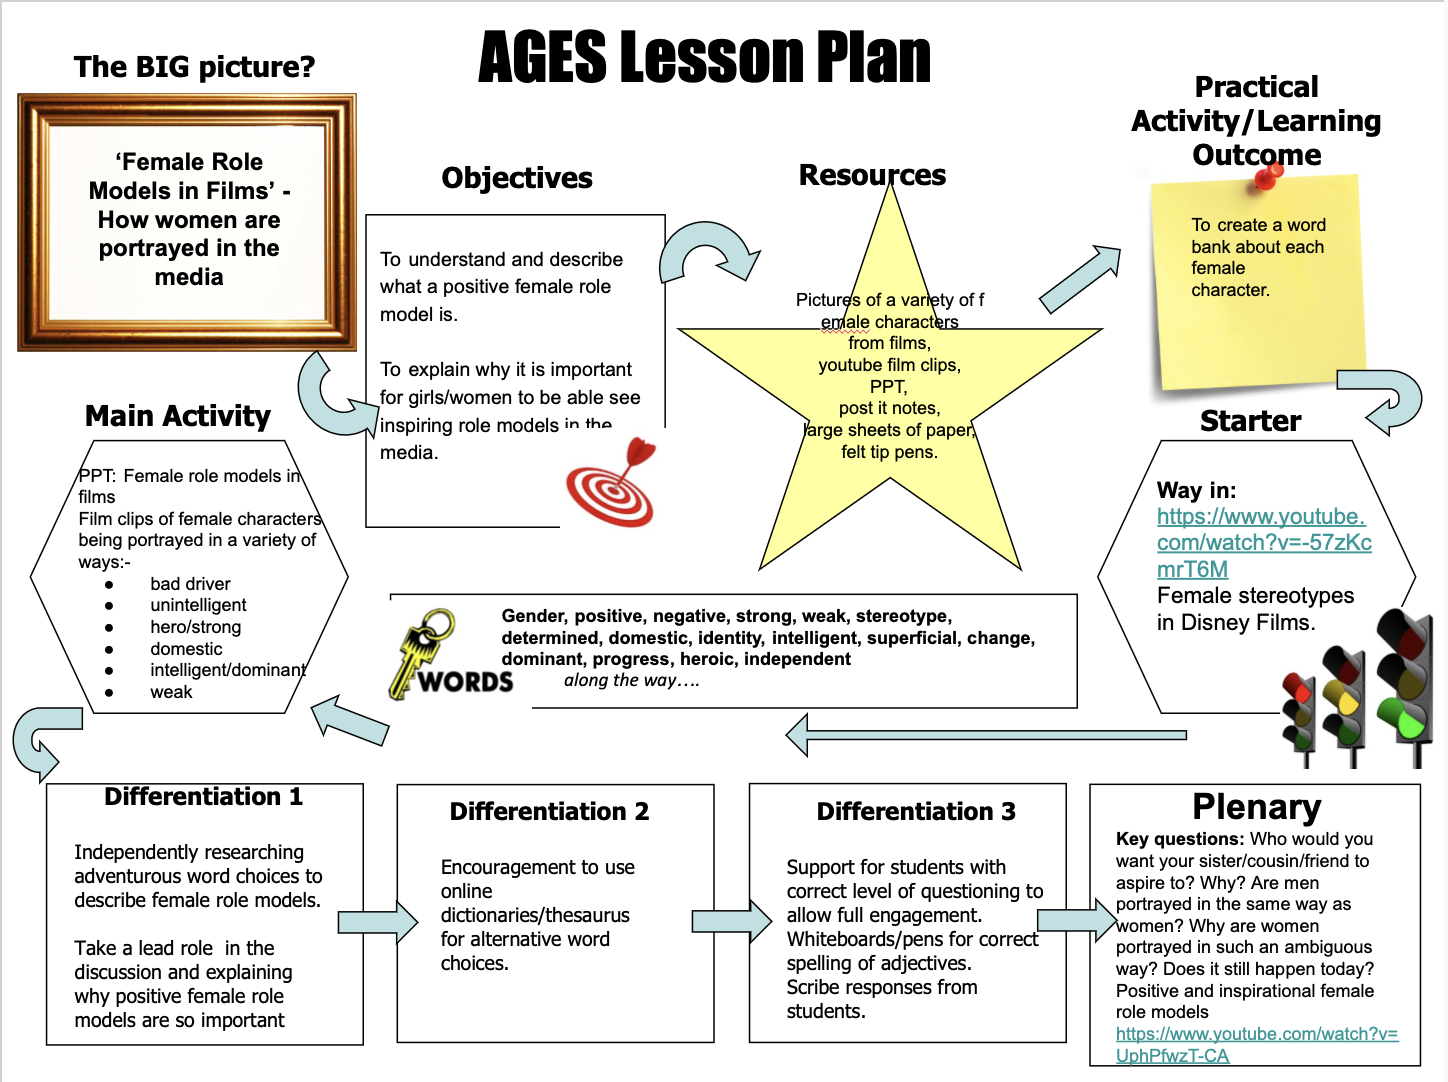 AGES Lesson Plan
The BIG picture?
‘Female Role
Models in Films’ -
How women are
portrayed in the
media
Objectives
To understand and describe
what a positive female role
model is.
To explain why it is important
for girls/women to be able see
inspiring role models in the
media.
Resources
Pictures of a variety of f
emale characters
from films,
youtube film clips,
PPT,
post it notes,
large sheets of paper,
felt tip pens.
Practical
Activity/Learning
Outcome
To create a word
bank about each
female
character.
Starter
Way in:
https://www.youtube.
com/watch?v=-57zKc
mrT6M
Female stereotypes
in Disney Films.
WORDS
Gender, positive, negative, strong, weak, stereotype,
determined, domestic, identity, intelligent, superficial, change,
dominant, progress, heroic, independent
along the way….
Main Activity
PPT: Female role models in
films
Film clips of female characters
being portrayed in a variety of
ways:-
● bad driver
● unintelligent
● hero/strong
● domestic
● intelligent/dominant
● weak
Differentiation 1
Independently researching
adventurous word choices to
describe female role models.
Take a lead role in the
discussion and explaining
why positive female role
models are so important
Differentiation 2
Encouragement to use
online
dictionaries/thesaurus
for alternative word
choices.
Differentiation 3
Support for students with
correct level of questioning to
allow full engagement.
Whiteboards/pens for correct
spelling of adjectives.
Scribe responses from
students.
Plenary
Key questions: Who would you
want your sister/cousin/friend to
aspire to? Why? Are men
portrayed in the same way as
women? Why are women
portrayed in such an ambiguous
way? Does it still happen today?
Positive and inspirational female
role models
https://www.youtube.com/watch?v=
UphPfwzT-CA